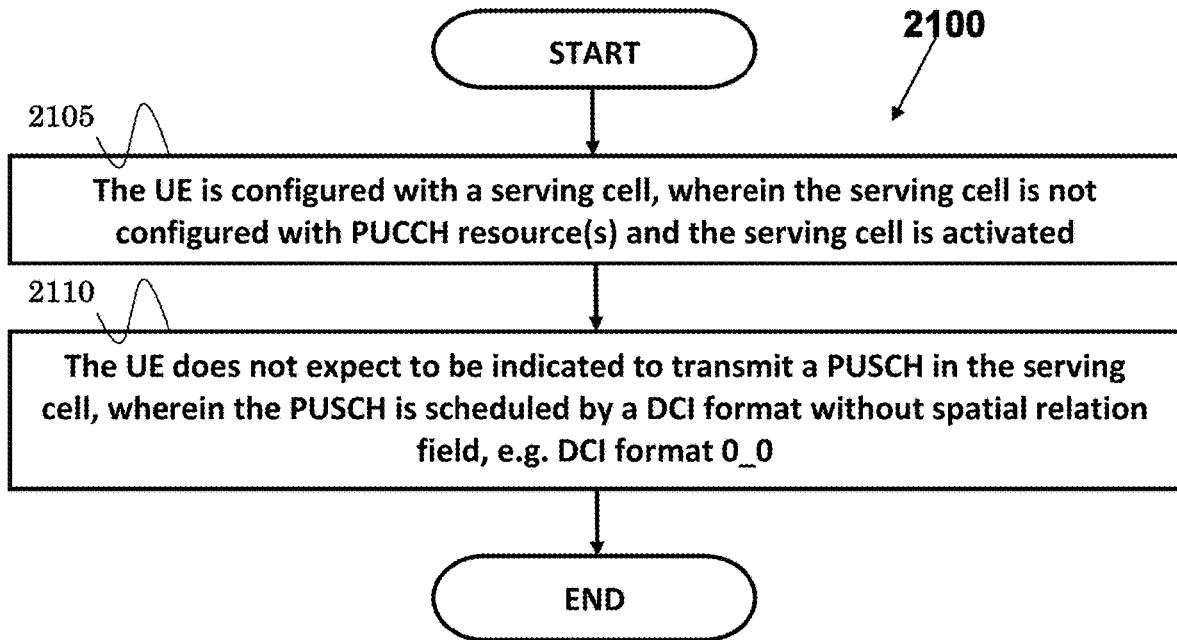 START
2100
2105
The UE is configured with a serving cell, wherein the serving cell is not
configured with PUCCH resource(s) and the serving cell is activated
2110
The UE does not expect to be indicated to transmit a PUSCH in the serving
cell, wherein the PUSCH is scheduled by a DCI format without spatial relation
field, e.g. DCI format 0_0
END